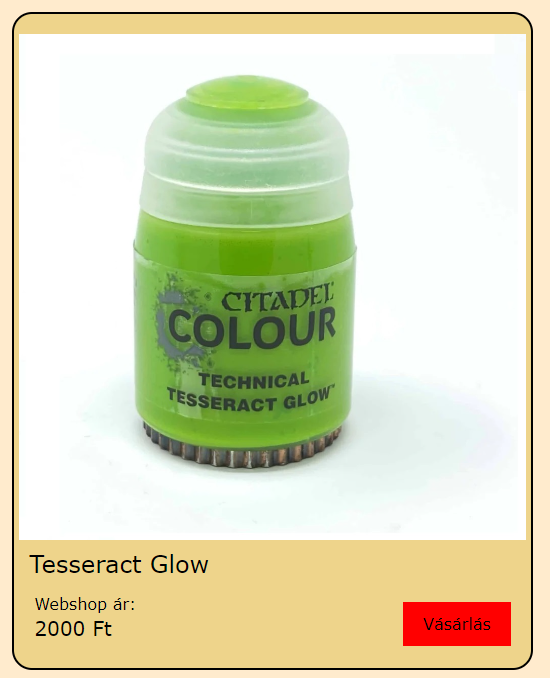 CITADEL
COLOUR
TECHNICAL
TESSERACT GLOW™
Tesseract Glow
Webshop ár:
2000 Ft
Vásárlás